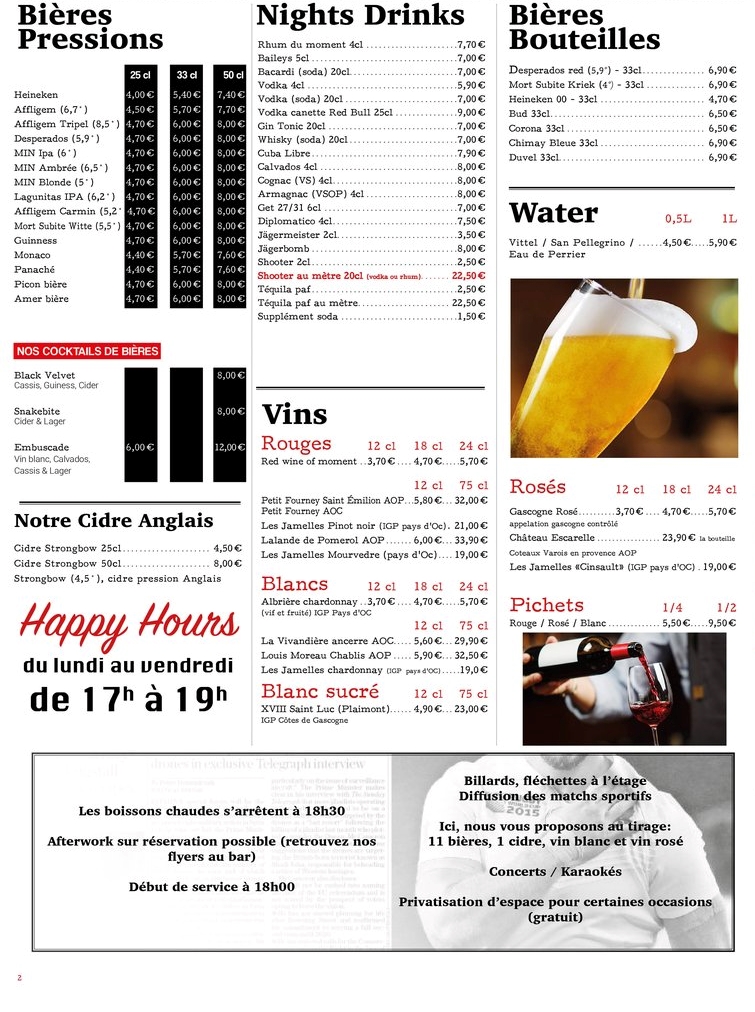 Bières
Pressions
25 cl 33 cl 50 cl
Heineken 4,00 € 5,40 € 7,40 €
Affligem (6,7°) 4,50 € 5,70 € 7,70 €
Affligem Tripel (8,5°) 4,70 € 6,00 € 8,00 €
Desperados (5,9°) 4,70 € 6,00 € 8,00 €
MIN Ipa (6°) 4,70 € 6,00 € 8,00 €
MIN Ambrée (6,5°) 4,70 € 6,00 € 8,00 €
MIN Blonde (5°) 4,70 € 6,00 € 8,00 €
Lagunitas IPA (6,2°) 4,70 € 6,00 € 8,00 €
Affligem Carmin (5,2° 4,70 € 6,00 € 8,00 €
Mort Subite Witte (5,5°) 4,70 € 6,00 € 8,00 €
Guinness 4,70 € 6,00 € 8,00 €
Monaco 4,40 € 5,70 € 7,60 €
Panaché 4,40 € 5,70 € 7,60 €
Picon bière 4,70 € 6,00 € 8,00 €
Amer bière 4,70 € 6,00 € 8,00 €
NOS COCKTAILS DE BIÈRES
Black Velvet 8,00 €
Cassis, Guiness, Cider
Snakebite 8,00 €
Cider & Lager
Embuscade 6,00 € 12,00 €
Vin blanc, Calvados,
Cassis & Lager
Notre Cidre Anglais
Cidre Strongbow 25cl 4,50 €
Cidre Strongbow 50cl 8,00 €
Strongbow (4,5°), cidre pression Anglais
Happy Hours
du lundi au vendredi
de 17h à 19h
Nights Drinks
Rhum du moment 4cl 7,70 €
Baileys 5cl 7,00 €
Bacardi (soda) 20cl 7,00 €
Vodka 4cl 5,90 €
Vodka (soda) 20cl 7,00 €
Vodka canette Red Bull 25cl 9,00 €
Gin Tonic 20cl 7,00 €
Whisky (soda) 20cl 7,00 €
Cuba Libre 7,90 €
Calvados 4cl 8,00 €
Cognac (VS) 4cl 8,00 €
Armagnac (VSOP) 4cl 8,00 €
Get 27/31 6cl 7,00 €
Diplomatico 4cl 7,50 €
Jägermeister 2cl 3,50 €
Jägerbomb 8,00 €
Shooter 2cl 2,50 €
Shooter au mètre 20cl (vodka ou rhum) 22,50 €
Téquila paf 2,50 €
Téquila paf au mètre 22,50 €
Supplément soda 1,50 €
Vins
Rouges 12 cl 18 cl 24 cl
Red wine of moment 3,70 € 4,70 € 5,70 €
12 cl 75 cl
Petit Fourney Saint Émilion AOP 5,80 € 32,00 €
Petit Fourney AOC
Les Jamelles Pinot noir (IGP pays d'Oc) 21,00 €
Lalande de Pomerol AOP 6,00 € 33,90 €
Les Jamelles Mourvedre (pays d'Oc) 19,00 €
Blancs 12 cl 18 cl 24 cl
Albrière chardonnay 3,70 € 4,70 € 5,70 €
(vif et fruité) IGP Pays d'OC
12 cl 75 cl
La Vivandière ancerre AOC 5,60 € 29,90 €
Louis Moreau Chablis AOP 5,90 € 32,50 €
Les Jamelles chardonnay (IGP pays d'OC) 19,0 €
Blanc sucré 12 cl 75 cl
XVIII Saint Luc (Plaimont) 4,90 € 23,00 €
IGP Côtes de Gascogne
Bières
Bouteilles
Desperados red (5,9°) - 33cl 6,90 €
Mort Subite Kriek (4°) - 33cl 6,90 €
Heineken 00 - 33cl 4,70 €
Bud 33cl 6,50 €
Corona 33cl 6,50 €
Chimay Bleue 33cl 6,90 €
Duvel 33cl 6,90 €
Water 0,5L 1L
Vittel / San Pellegrino / 4,50 € 5,90 €
Eau de Perrier
Rosés 12 cl 18 cl 24 cl
Gascogne Rosé 3,70 € 4,70 € 5,70 €
appelation gascogne contrôlé
Château Escarelle 23,90 € la bouteille
Coteaux Varois en provence AOP
Les Jamelles «Cinsault» (IGP pays d'OC) 19,00 €
Pichets 1/4 1/2
Rouge / Rosé / Blanc 5,50 € 9,50 €
drones in exclusive Telegraph interview
Les boissons chaudes s'arrêtent à 18h30
Afterwork sur réservation possible (retrouvez nos
flyers au bar)
Début de service à 18h00
Billards, fléchettes à l'étage
Diffusion des matchs sportifs
2015
Ici, nous vous proposons au tirage:
11 bières, 1 cidre, vin blanc et vin rosé
Concerts / Karaokés
Privatisation d'espace pour certaines occasions
(gratuit)
2